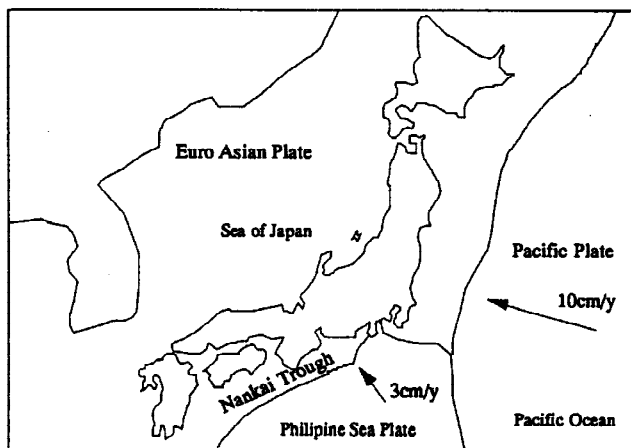 Euro Asian Plate
Sea of Japan
Pacific Plate
10cm/y
Nankai Trough
3cm/y
Philipine Sea Plate
Pacific Ocean